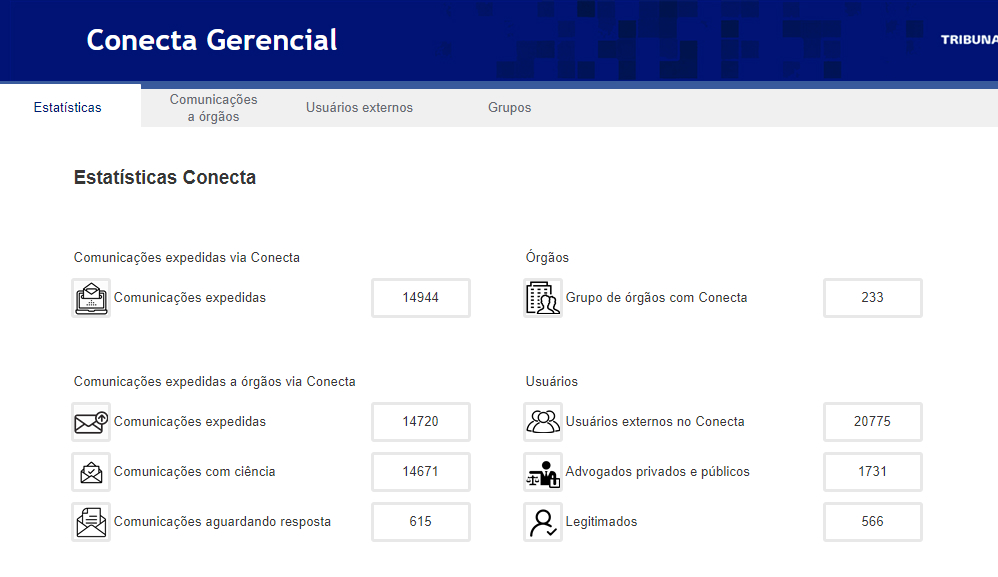 Conecta Gerencial
TRIBUNA
Estatísticas
Comunicações
a órgãos
Usuários externos
Grupos
Estatísticas Conecta
Comunicações expedidas via Conecta
Comunicações expedidas 14944
Órgãos
Grupo de órgãos com Conecta 233
Comunicações expedidas a órgãos via Conecta
Comunicações expedidas 14720
Comunicações com ciência 14671
Comunicações aguardando resposta 615
Usuários
Usuários externos no Conecta 20775
Advogados privados e públicos 1731
Legitimados 566